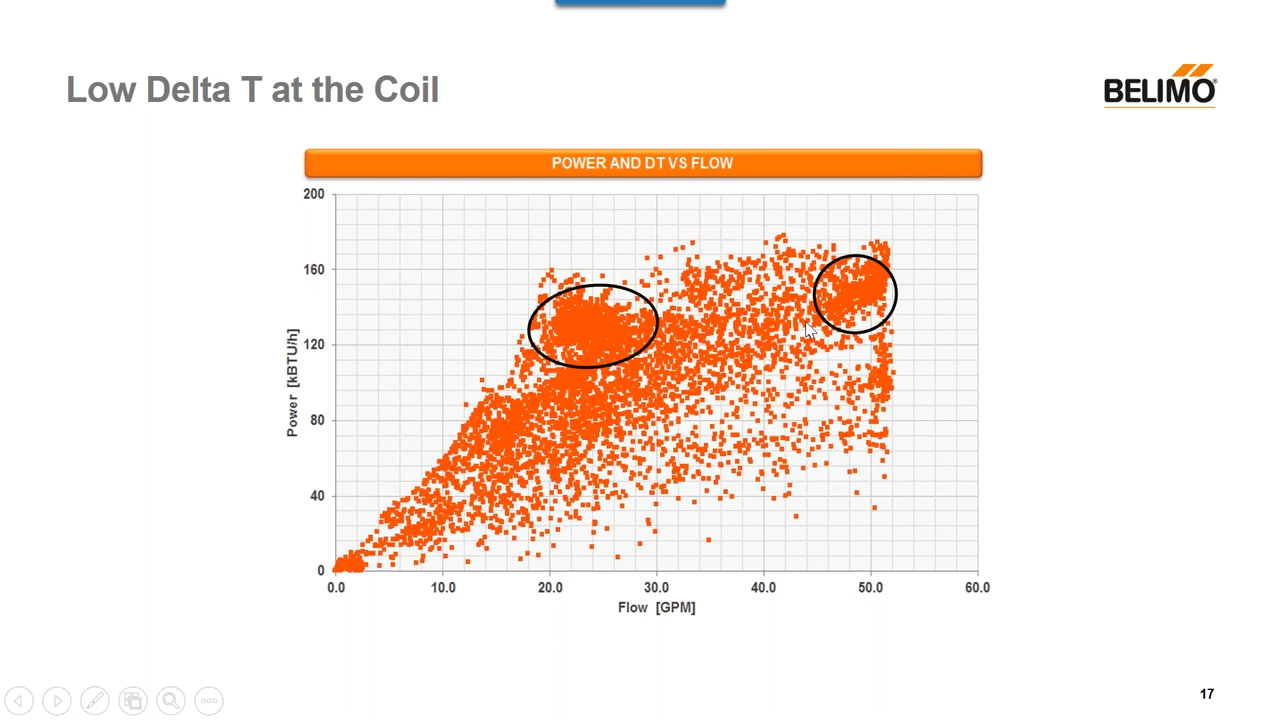 Low Delta T at the Coil
BELIMO®
POWER AND DT VS FLOW
200
160
120
80
40
0
Power [kBTU/h]
0.0 10.0 20.0 30.0 40.0 50.0 60.0
Flow [GPM]
17